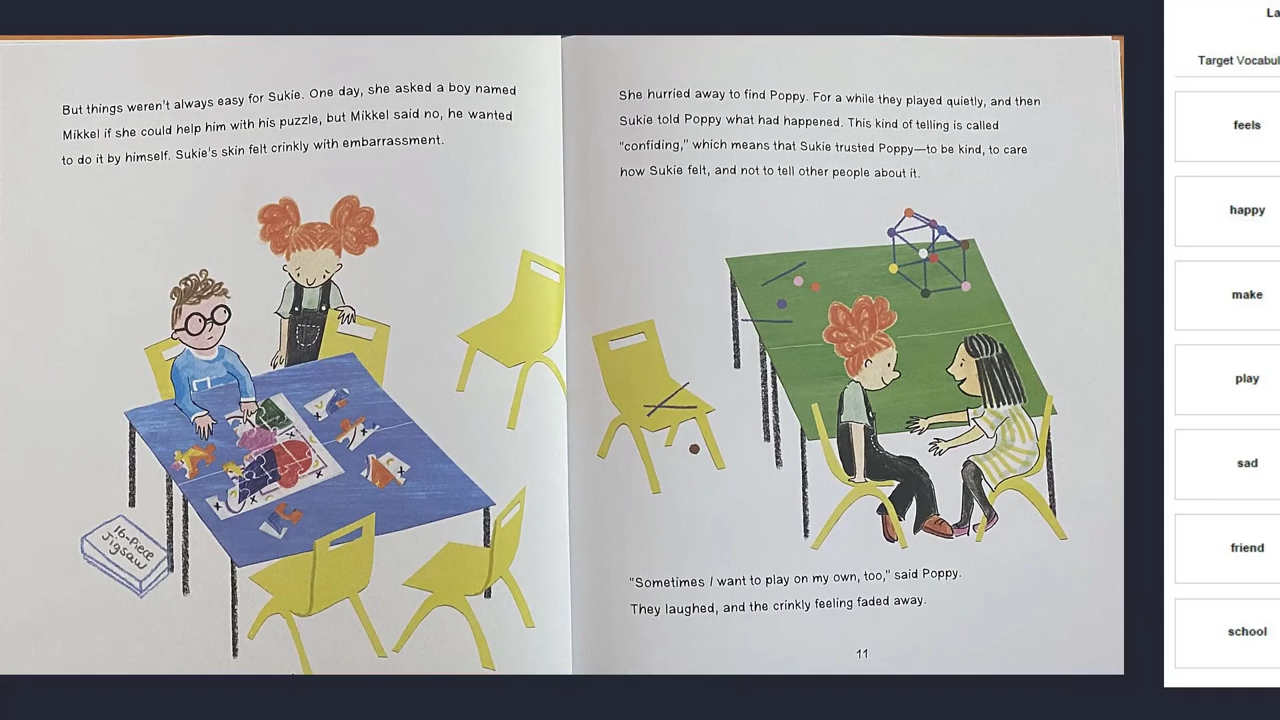 But things weren't always easy for Sukie. One day, she asked a boy named
Mikkel if she could help him with his puzzle, but Mikkel said no, he wanted
to do it by himself. Sukie's skin felt crinkly with embarrassment.
16-Piece
Jigsaw
She hurried away to find Poppy. For a while they played quietly, and then
Sukie told Poppy what had happened. This kind of telling is called
“confiding,” which means that Sukie trusted Poppy—to be kind, to care
how Sukie felt, and not to tell other people about it.
"Sometimes I want to play on my own, too," said Poppy.
They laughed, and the crinkly feeling faded away.
11
La
Target Vocabul
feels
happy
make
play
sad
friend
school